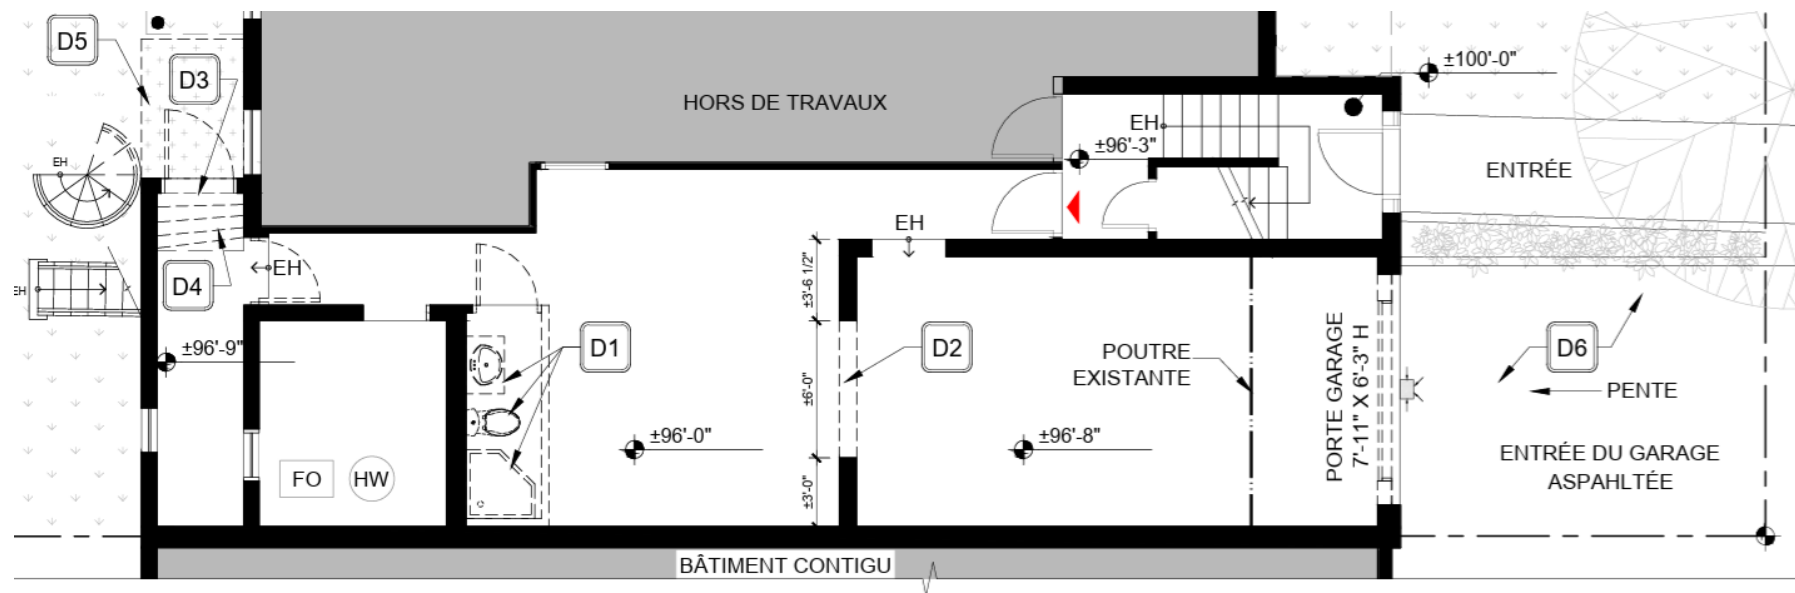 D5
D3
±100'-0"
HORS DE TRAVAUX
EH
±96'-3"
EH
ENTRÉE
EH
EH
D4
EH
±3'-6 1/2"
±96'-9"
D1
±6'-0"
D2
POUTRE
EXISTANTE
PORTE GARAGE
7'-11" X 6'-3" H
D6
PENTE
±96'-0"
±96'-8"
ENTRÉE DU GARAGE
ASPAHLTÉE
FO
HW
±3'-0"
BÂTIMENT CONTIGU